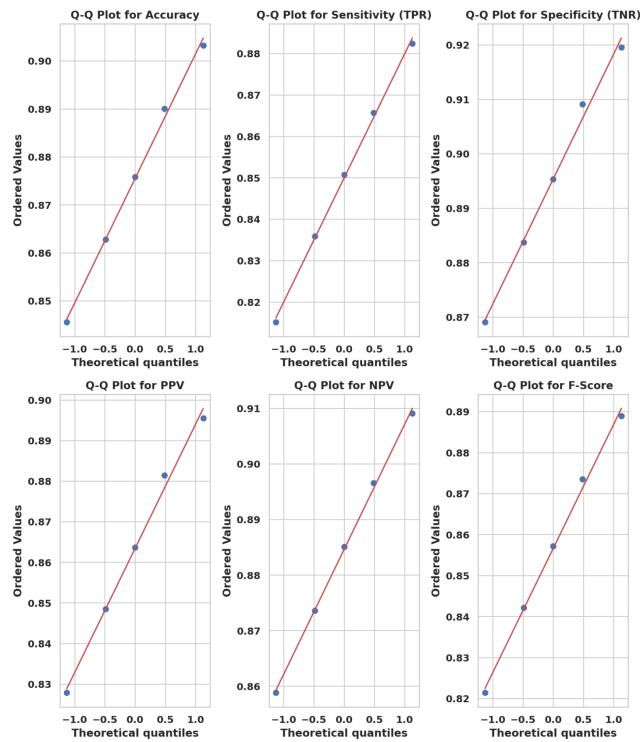 Q-Q Plot for Accuracy
Q-Q Plot for Sensitivity (TPR)
Q-Q Plot for Specificity (TNR)
Ordered Values
0.90
0.89
0.88
0.87
0.86
0.85
−1.0 −0.5 0.0 0.5 1.0
Theoretical quantiles
Ordered Values
0.88
0.87
0.86
0.85
0.84
0.83
0.82
−1.0 −0.5 0.0 0.5 1.0
Theoretical quantiles
Ordered Values
0.92
0.91
0.90
0.89
0.88
0.87
−1.0 −0.5 0.0 0.5 1.0
Theoretical quantiles
Q-Q Plot for PPV
Q-Q Plot for NPV
Q-Q Plot for F-Score
Ordered Values
0.90
0.89
0.88
0.87
0.86
0.85
0.84
0.83
−1.0 −0.5 0.0 0.5 1.0
Theoretical quantiles
Ordered Values
0.91
0.90
0.89
0.88
0.87
0.86
−1.0 −0.5 0.0 0.5 1.0
Theoretical quantiles
Ordered Values
0.89
0.88
0.87
0.86
0.85
0.84
0.83
0.82
−1.0 −0.5 0.0 0.5 1.0
Theoretical quantiles